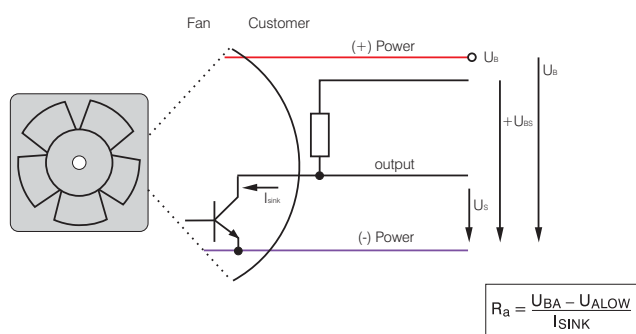 Fan Customer
(+) Power
UB
UB
+UBS
output
Isink
US
(-) Power
Ra = UBA – UALOW
ISINK